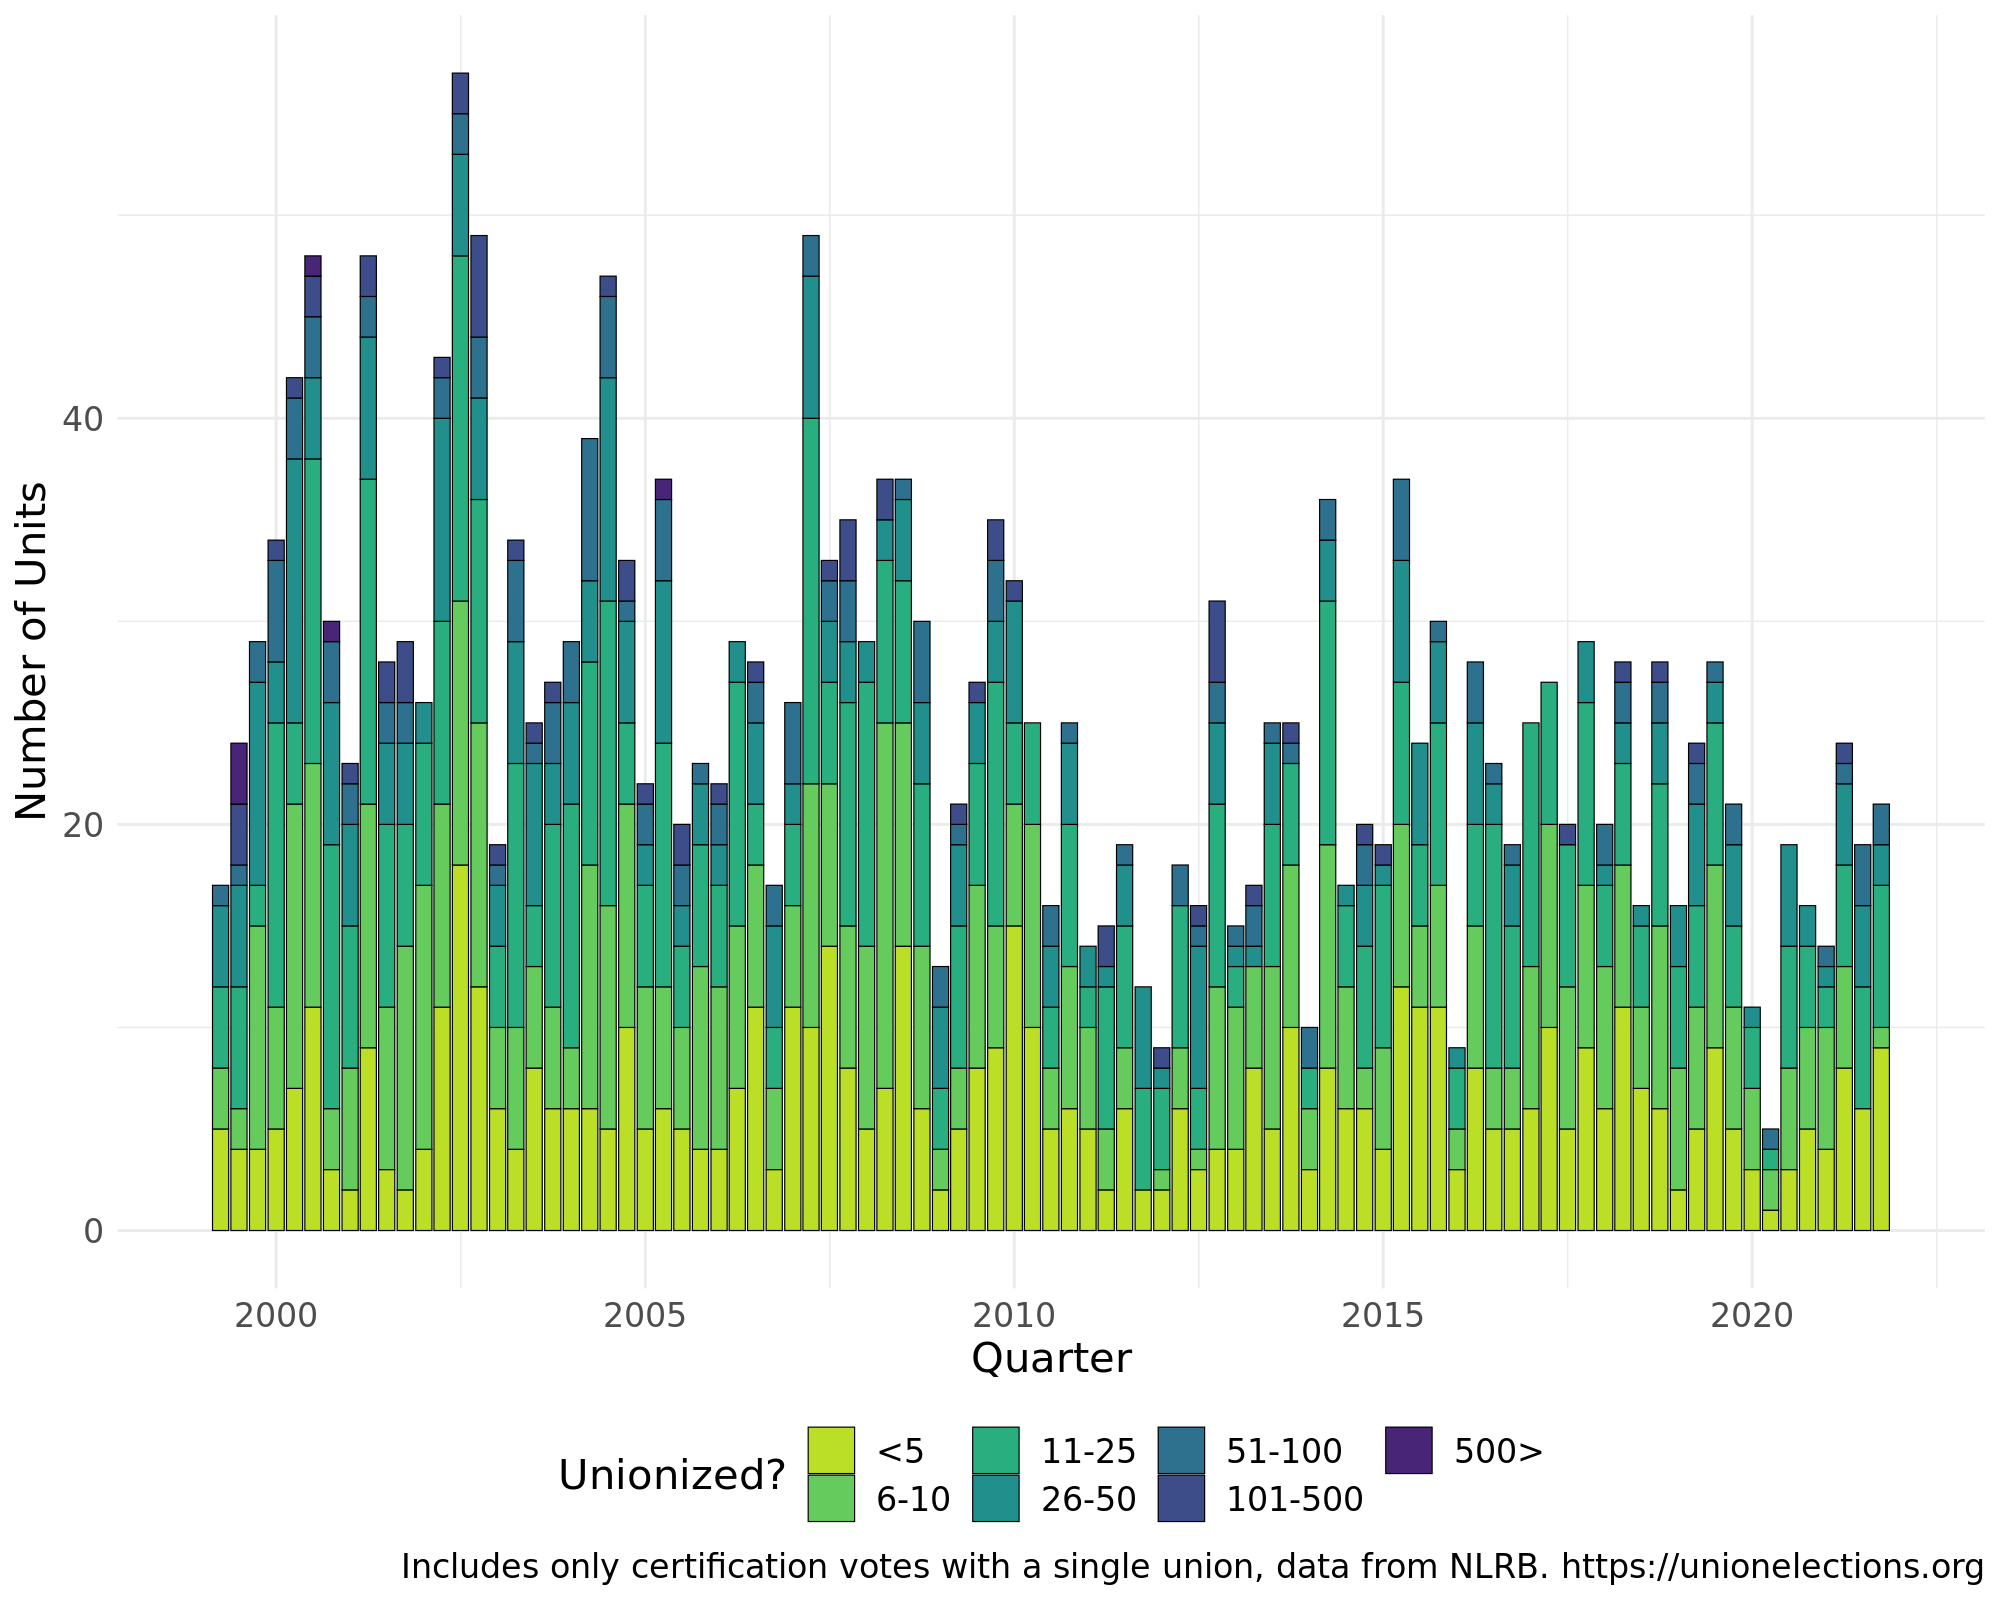 Number of Units
40
20
0
2000 2005 2010 2015 2020
Quarter
Unionized?
<5 11-25 51-100 500>
6-10 26-50 101-500
Includes only certification votes with a single union, data from NLRB. https://unionelections.org